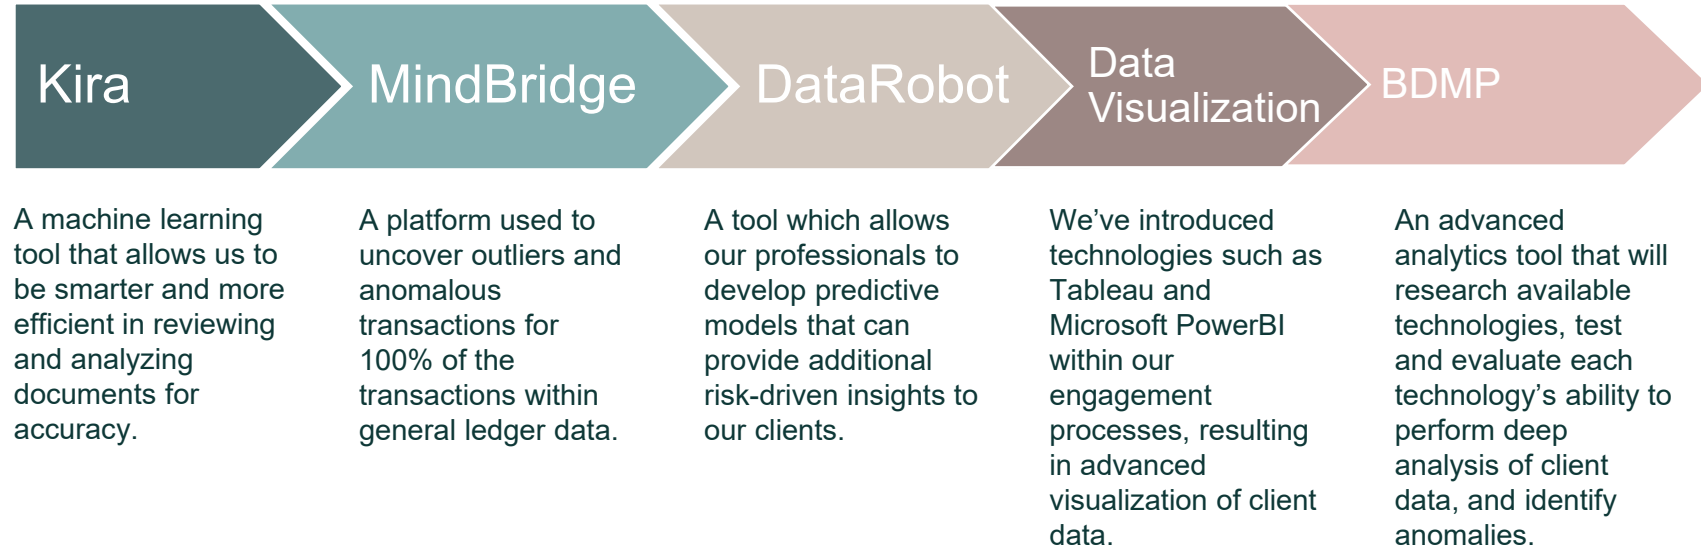 Kira
MindBridge
DataRobot
Data
Visualization
BDMP
A machine learning
tool that allows us to
be smarter and more
efficient in reviewing
and analyzing
documents for
accuracy.
A platform used to
uncover outliers and
anomalous
transactions for
100% of the
transactions within
general ledger data.
A tool which allows
our professionals to
develop predictive
models that can
provide additional
risk-driven insights to
our clients.
We’ve introduced
technologies such as
Tableau and
Microsoft PowerBI
within our
engagement
processes, resulting
in advanced
visualization of client
data.
An advanced
analytics tool that will
research available
technologies, test
and evaluate each
technology’s ability to
perform deep
analysis of client
data, and identify
anomalies.